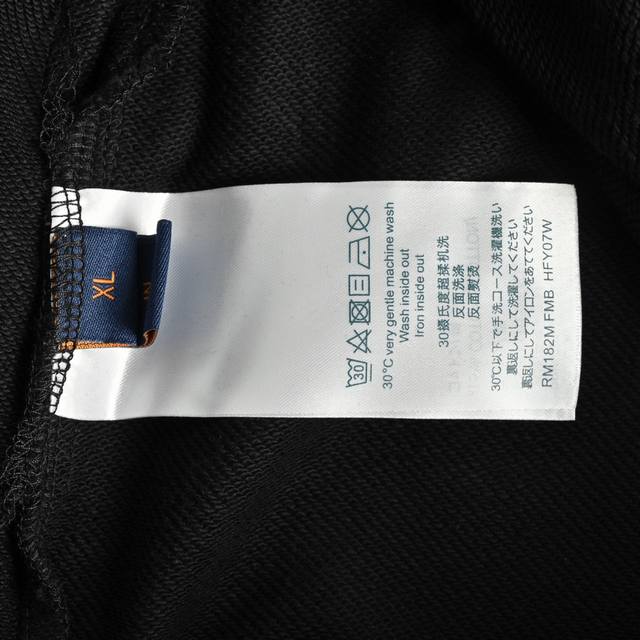 XL
30°C very gentle machine wash
Wash inside out
Iron inside out
30摄氏度超揉机洗
反面洗涤
反面熨烫
30℃以下で手洗コース洗濯機洗い
裏返しにして洗濯してください
裏返しにしてアイロンをあててください
RM182M FMB HFY07W